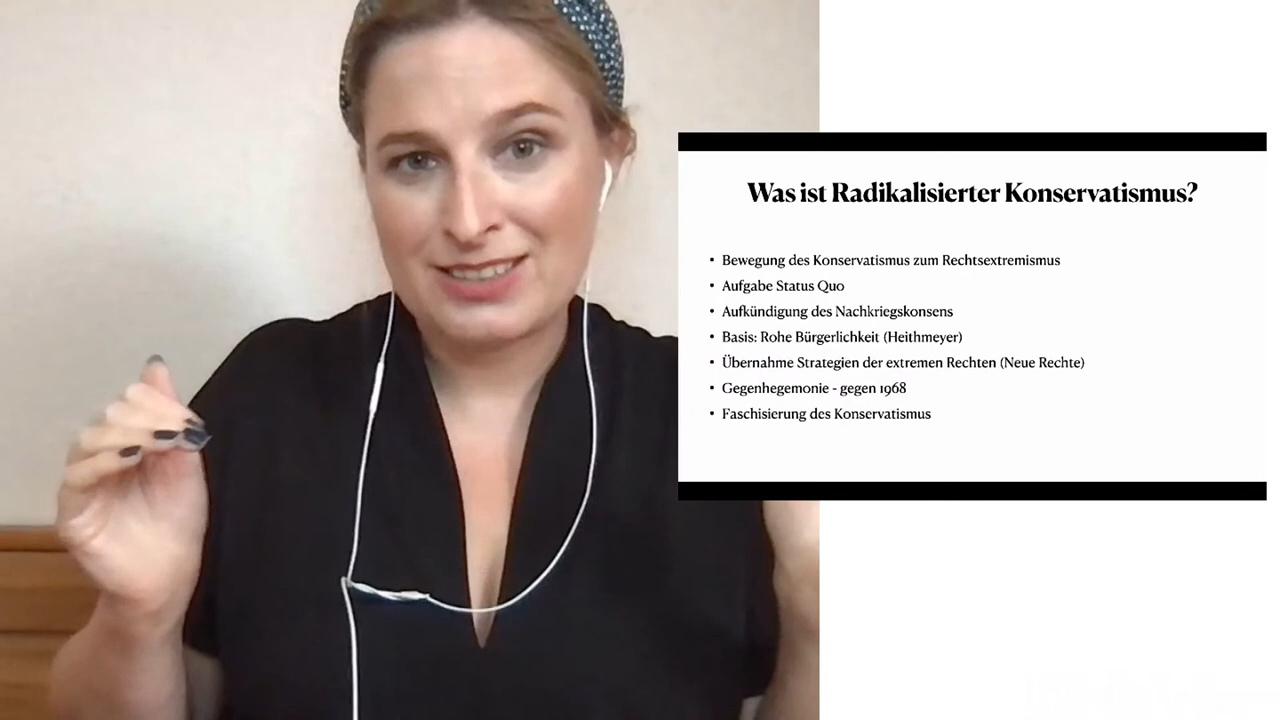 Was ist Radikalisierter Konservatismus?
• Bewegung des Konservatismus zum Rechtsextremismus
• Aufgabe Status Quo
• Aufkündigung des Nachkriegskonsens
• Basis: Rohe Bürgerlichkeit (Heithmeyer)
• Übernahme Strategien der extremen Rechten (Neue Rechte)
• Gegenhegemonie - gegen 1968
• Faschisierung des Konservatismus